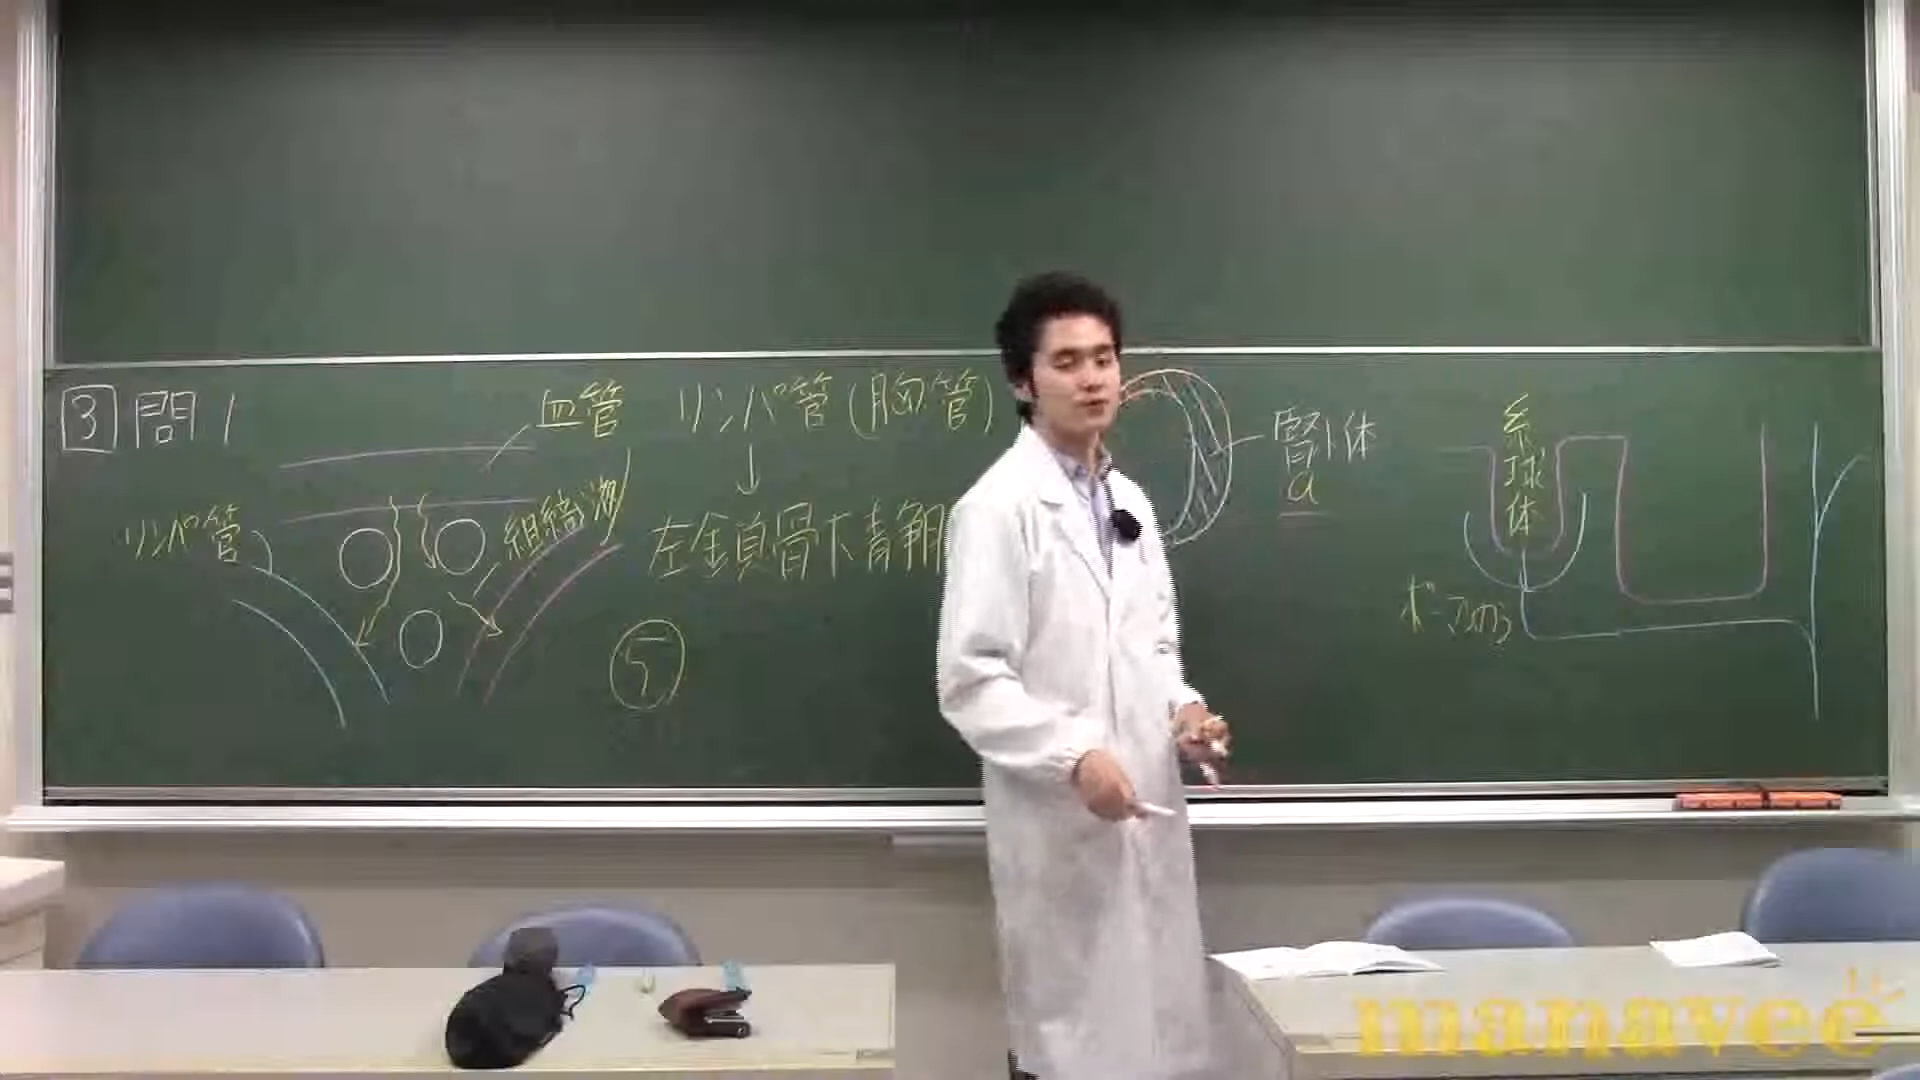 3 問1
血管
リンパ管
組織液
リンパ管(胸管)
↓
左鎖骨下静脈
5
腎小体
a
糸球体
ボーマンのう
manavee